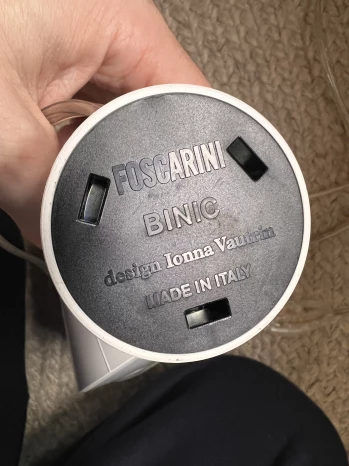 FOSCARINI
BINIC
design Ionna Vautrin
MADE IN ITALY